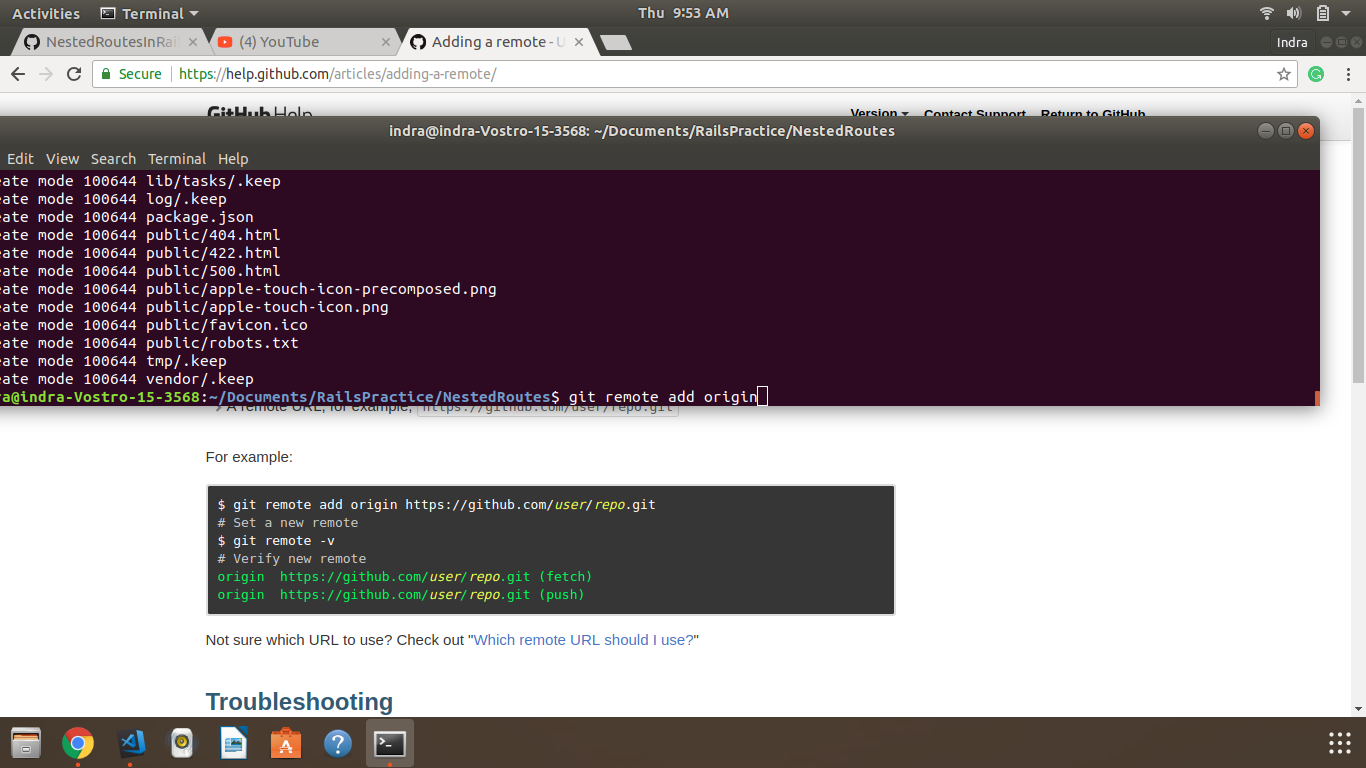 Activities Terminal Thu 9:53 AM
NestedRoutesInRail (4) YouTube Adding a remote - U Indra
Secure https://help.github.com/articles/adding-a-remote/
GitHub Help Version Contact Support Return to GitHub
indra@indra-Vostro-15-3568: ~/Documents/RailsPractice/NestedRoutes
Edit View Search Terminal Help
eate mode 100644 lib/tasks/.keep
eate mode 100644 log/.keep
eate mode 100644 package.json
eate mode 100644 public/404.html
eate mode 100644 public/422.html
eate mode 100644 public/500.html
eate mode 100644 public/apple-touch-icon-precomposed.png
eate mode 100644 public/apple-touch-icon.png
eate mode 100644 public/favicon.ico
eate mode 100644 public/robots.txt
eate mode 100644 tmp/.keep
eate mode 100644 vendor/.keep
ra@indra-Vostro-15-3568:~/Documents/RailsPractice/NestedRoutes$ git remote add origin
A remote URL, for example, https://github.com/user/repo.git
For example:
$ git remote add origin https://github.com/user/repo.git
# Set a new remote
$ git remote -v
# Verify new remote
origin https://github.com/user/repo.git (fetch)
origin https://github.com/user/repo.git (push)
Not sure which URL to use? Check out "Which remote URL should I use?"
Troubleshooting